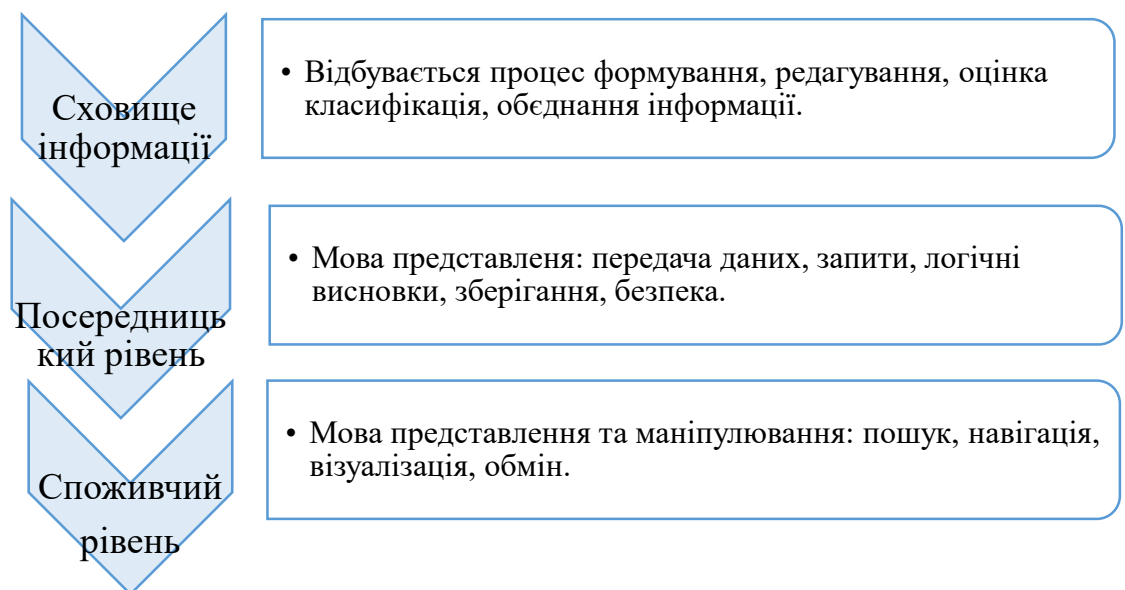 Сховище
інформації
• Відбувається процес формування, редагування, оцінка
класифікація, обєднання інформації.
Посередниць
кий рівень
• Мова представленя: передача даних, запити, логічні
висновки, зберігання, безпека.
Споживчий
рівень
• Мова представлення та маніпулювання: пошук, навігація,
візуалізація, обмін.